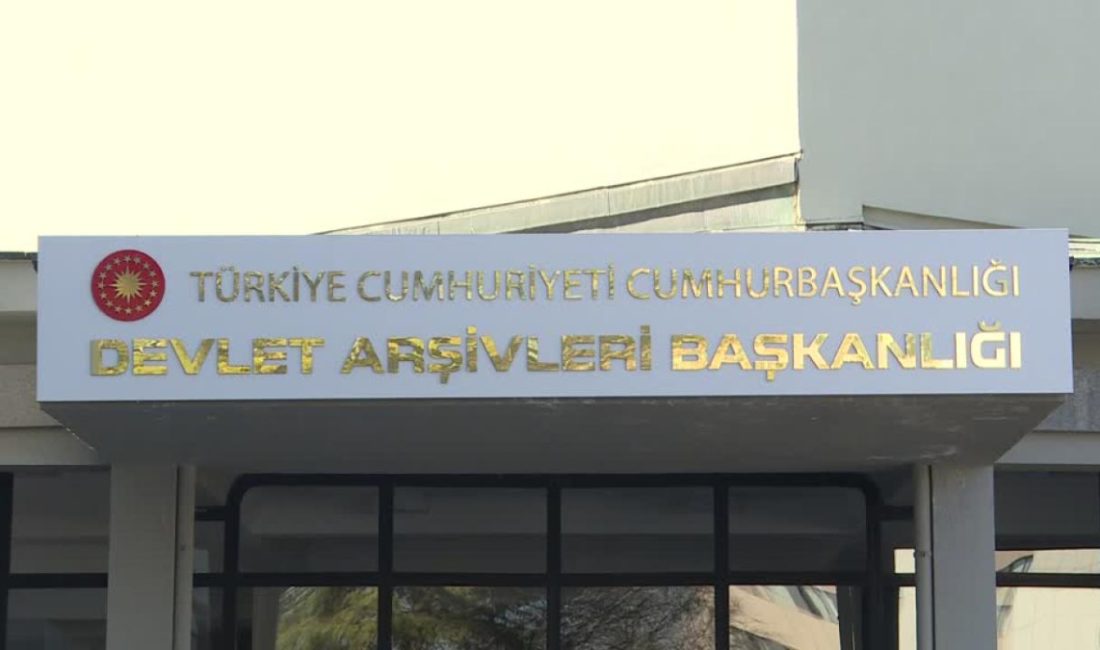 TÜRKİYE CUMHURİYETİ CUMHURBAŞKANLIĞI
DEVLET ARŞİVLERİ BAŞKANLIĞI